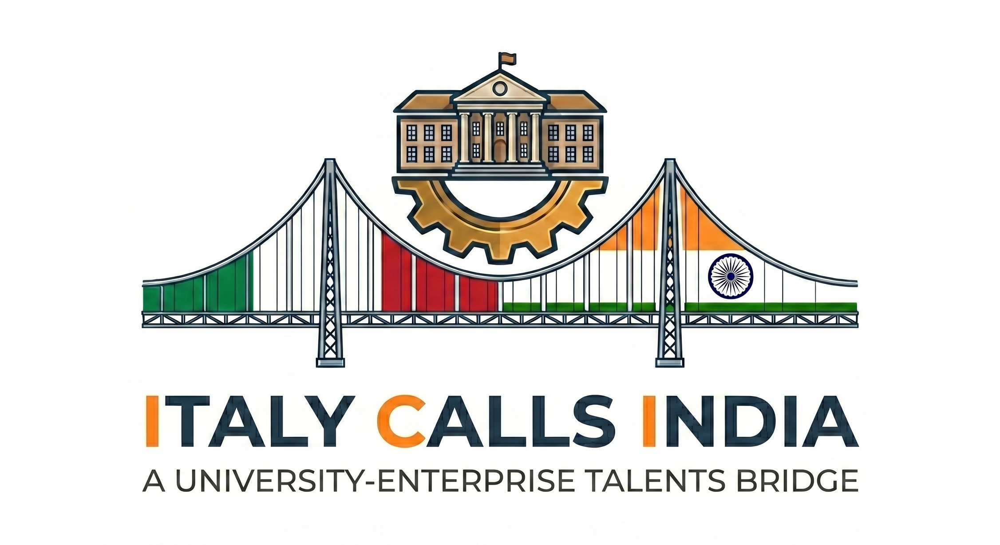 ITALY CALLS INDIA
A UNIVERSITY-ENTERPRISE TALENTS BRIDGE